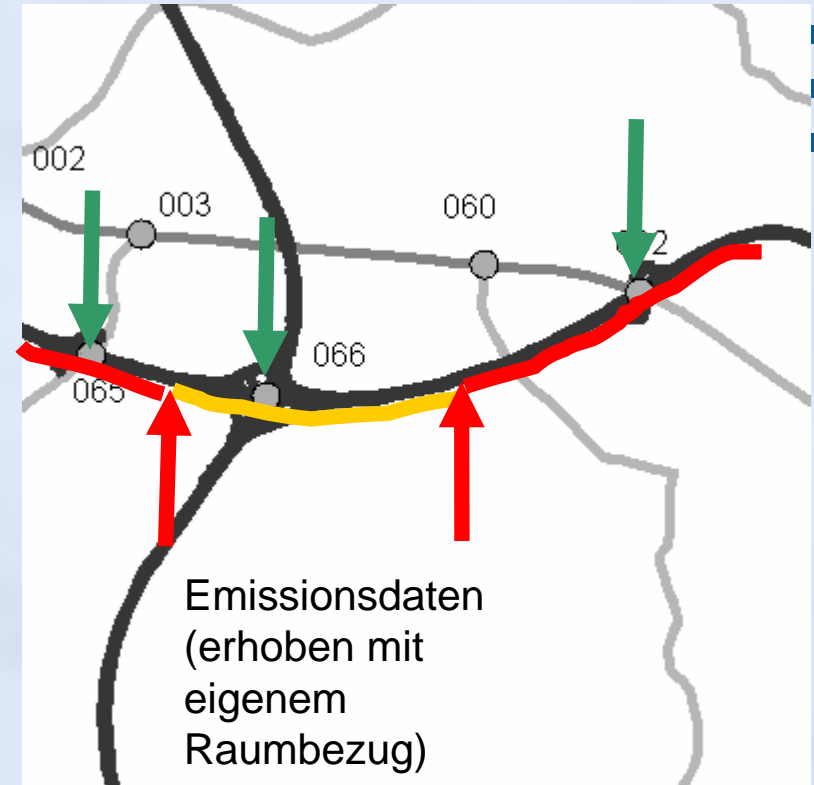 002
003
060
066
065
Emissionsdaten
(erhoben mit
eigenem
Raumbezug)